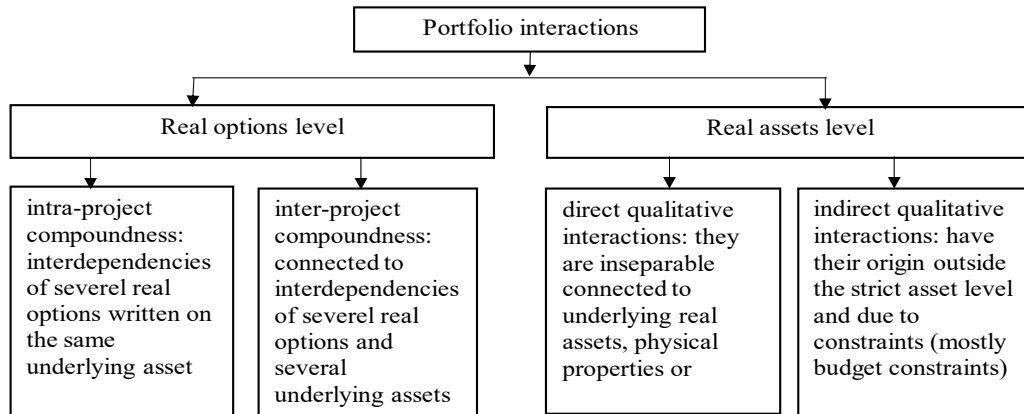 Portfolio interactions
Real options level
Real assets level
intra-project
compoundness:
interdependencies
of severel real
options written on
the same
underlying asset
inter-project
compoundness:
connected to
interdependencies
of severel real
options and
several
underlying assets
direct qualitative
interactions: they
are inseparable
connected to
underlying real
assets, physical
properties or
indirect qualitative
interactions: have
their origin outside
the strict asset level
and due to
constraints (mostly
budget constraints)